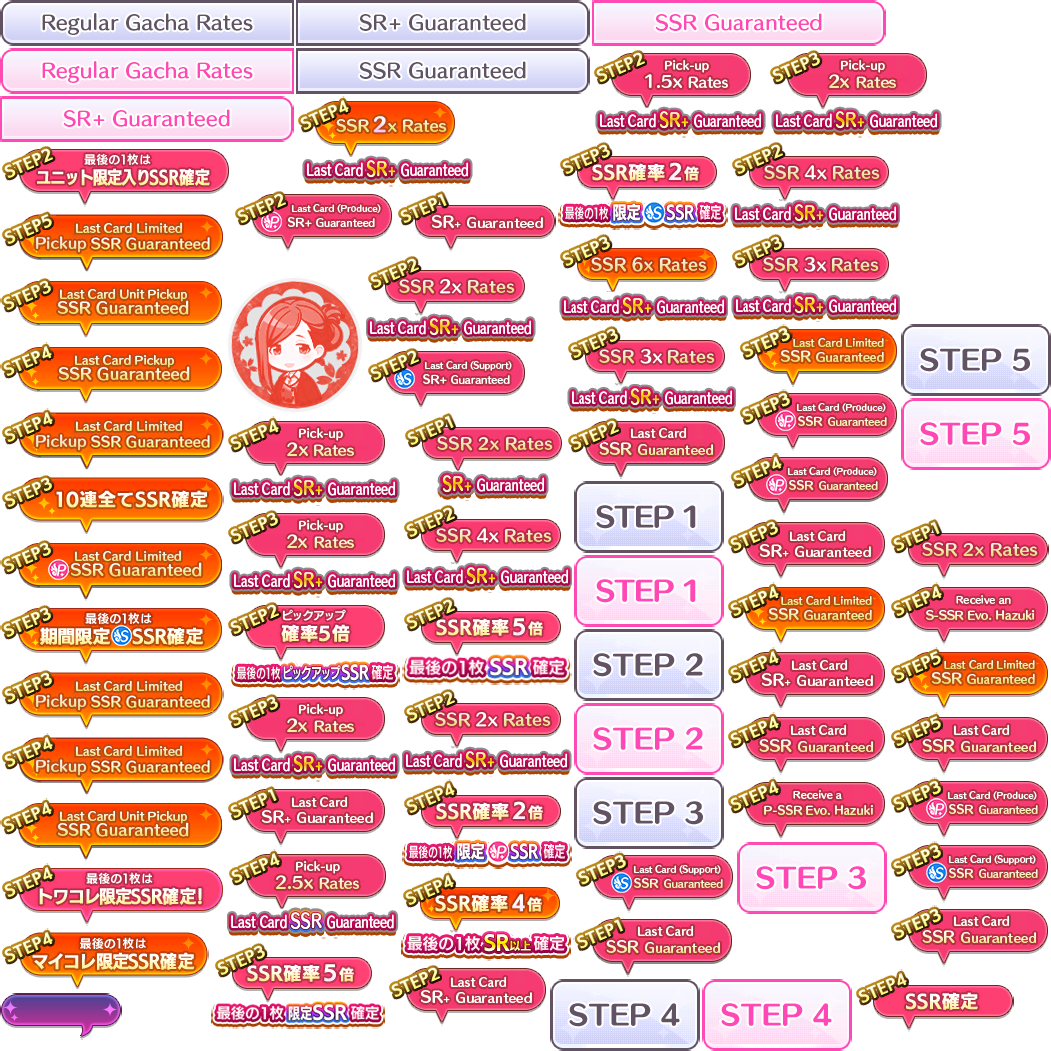 Regular Gacha Rates
SR+ Guaranteed
SSR Guaranteed
Regular Gacha Rates
SSR Guaranteed
SR+ Guaranteed
STEP2
最後の1枚は
ユニット限定入りSSR確定
STEP5
Last Card Limited
Pickup SSR Guaranteed
STEP3
Last Card Unit Pickup
SSR Guaranteed
STEP4
Last Card Pickup
SSR Guaranteed
STEP4
Last Card Limited
Pickup SSR Guaranteed
STEP3
10連全てSSR確定
STEP3
Last Card Limited
P SSR Guaranteed
STEP3
最後の1枚は
期間限定 S SSR確定
STEP3
Last Card Limited
Pickup SSR Guaranteed
STEP4
Last Card Limited
Pickup SSR Guaranteed
STEP4
Last Card Unit Pickup
SSR Guaranteed
STEP4
最後の1枚は
トワコレ限定SSR確定!
STEP4
最後の1枚は
マイコレ限定SSR確定
STEP4
SSR 2x Rates
Last Card SR+ Guaranteed
STEP2
Last Card (Produce)
P SR+ Guaranteed
STEP1
SR+ Guaranteed
STEP2
SSR 2x Rates
Last Card SR+ Guaranteed
STEP2
Last Card (Support)
S SR+ Guaranteed
STEP4
Pick-up
2x Rates
Last Card SR+ Guaranteed
STEP3
Pick-up
2x Rates
Last Card SR+ Guaranteed
STEP2
ピックアップ
確率5倍
最後の1枚ピックアップSSR確定
STEP3
Pick-up
2x Rates
Last Card SR+ Guaranteed
STEP1
Last Card
SR+ Guaranteed
STEP4
Pick-up
2.5x Rates
Last Card SSR Guaranteed
STEP3
SSR確率5倍
最後の1枚限定SSR確定
STEP1
SSR 2x Rates
SR+ Guaranteed
STEP2
SSR 4x Rates
Last Card SR+ Guaranteed
STEP2
SSR確率5倍
最後の1枚SSR確定
STEP2
SSR 2x Rates
Last Card SR+ Guaranteed
STEP4
SSR確率2倍
最後の1枚限定 P SSR確定
STEP4
SSR確率4倍
最後の1枚SR以上確定
STEP2
Last Card
SR+ Guaranteed
STEP2
Pick-up
1.5x Rates
Last Card SR+ Guaranteed
STEP3
Pick-up
2x Rates
Last Card SR+ Guaranteed
STEP3
SSR確率2倍
最後の1枚限定 S SSR確定
STEP2
SSR 4x Rates
Last Card SR+ Guaranteed
STEP3
SSR 6x Rates
Last Card SR+ Guaranteed
STEP3
SSR 3x Rates
Last Card SR+ Guaranteed
STEP3
SSR 3x Rates
Last Card SR+ Guaranteed
STEP3
Last Card Limited
SSR Guaranteed
STEP 5
STEP3
Last Card (Produce)
P SSR Guaranteed
STEP 5
STEP2
Last Card
SSR Guaranteed
STEP4
Last Card (Produce)
P SSR Guaranteed
STEP 1
STEP 1
STEP 2
STEP 2
STEP 3
STEP3
Last Card
SR+ Guaranteed
STEP1
SSR 2x Rates
STEP4
Last Card Limited
SSR Guaranteed
STEP4
Receive an
S-SSR Evo. Hazuki
STEP4
Last Card
SR+ Guaranteed
STEP5
Last Card Limited
SSR Guaranteed
STEP4
Last Card
SSR Guaranteed
STEP5
Last Card
SSR Guaranteed
STEP4
Receive a
P-SSR Evo. Hazuki
STEP3
Last Card (Produce)
P SSR Guaranteed
STEP3
Last Card (Support)
S SSR Guaranteed
STEP 3
STEP3
Last Card (Support)
S SSR Guaranteed
STEP1
Last Card
SSR Guaranteed
STEP3
Last Card
SSR Guaranteed
STEP 4
STEP 4
STEP4
SSR確定